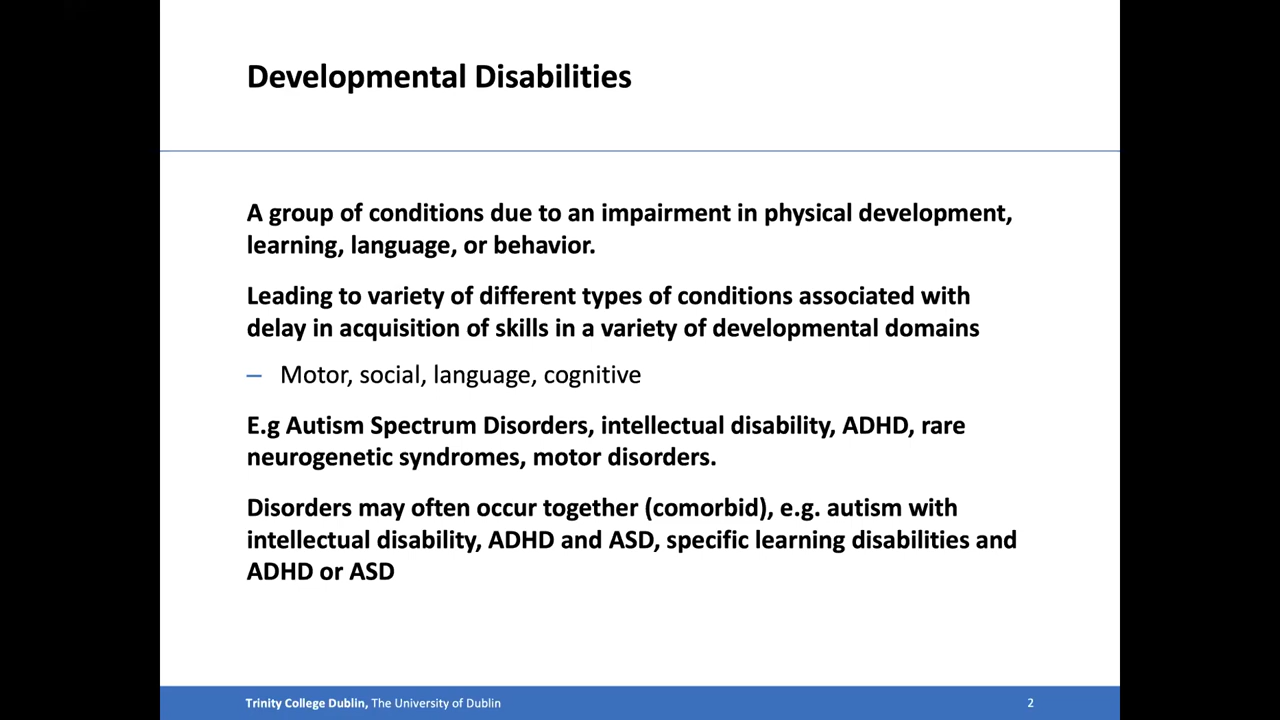 Developmental Disabilities
A group of conditions due to an impairment in physical development,
learning, language, or behavior.
Leading to variety of different types of conditions associated with
delay in acquisition of skills in a variety of developmental domains
– Motor, social, language, cognitive
E.g Autism Spectrum Disorders, intellectual disability, ADHD, rare
neurogenetic syndromes, motor disorders.
Disorders may often occur together (comorbid), e.g. autism with
intellectual disability, ADHD and ASD, specific learning disabilities and
ADHD or ASD
Trinity College Dublin, The University of Dublin 2